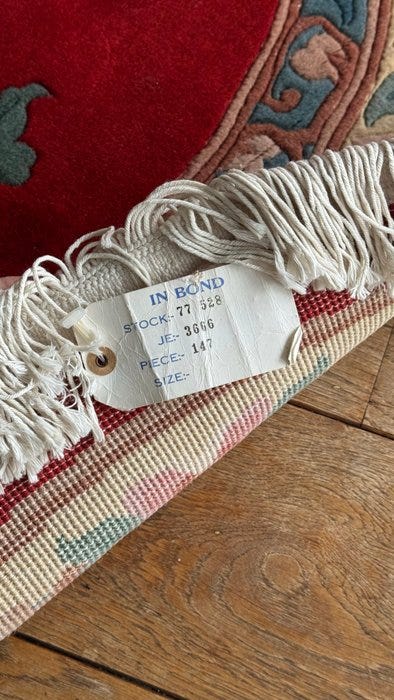 IN BOND
STOCK:- 77 528
JE:- 3666
PIECE:- 147
SIZE:-